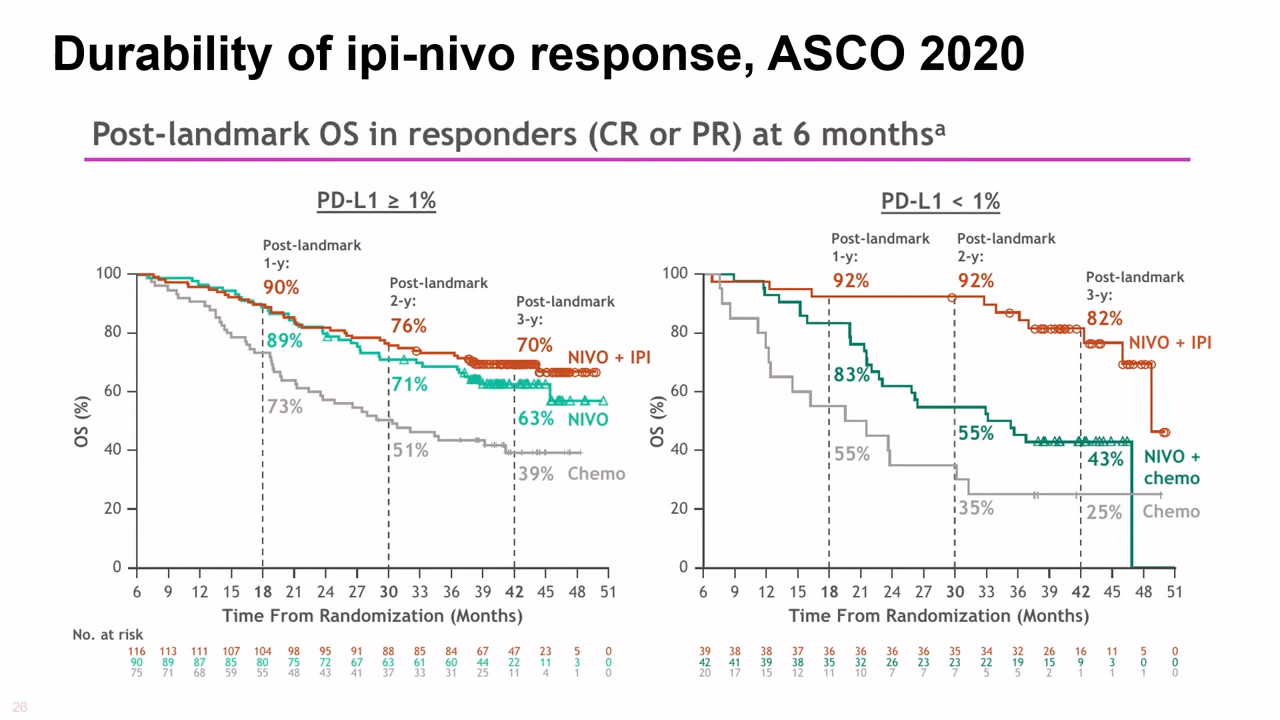 Durability of ipi-nivo response, ASCO 2020
Post-landmark OS in responders (CR or PR) at 6 monthsª
PD-L1 ≥ 1%
Post-landmark
1-y:
90%
Post-landmark
2-y:
76%
Post-landmark
3-y:
70%
NIVO + IPI
89%
71%
63%
NIVO
73%
51%
39%
Chemo
OS (%)
100
80
60
40
20
0
6 9 12 15 18 21 24 27 30 33 36 39 42 45 48 51
Time From Randomization (Months)
No. at risk
116 113 111 107 104 98 95 91 88 85 84 67 47 23 5 0
90 89 87 85 80 75 72 67 63 61 60 44 22 11 3 0
75 71 68 59 55 48 43 41 37 33 31 25 11 4 1 0
PD-L1 < 1%
Post-landmark
1-y:
92%
Post-landmark
2-y:
92%
Post-landmark
3-y:
82%
NIVO + IPI
83%
55%
43%
NIVO +
chemo
55%
35%
25%
Chemo
OS (%)
100
80
60
40
20
0
6 9 12 15 18 21 24 27 30 33 36 39 42 45 48 51
Time From Randomization (Months)
39 38 38 37 36 36 36 36 35 34 32 26 16 11 5 0
42 41 39 38 35 32 26 23 23 22 19 15 9 3 0 0
20 17 15 12 11 10 7 7 7 5 5 2 1 1 1 0
26